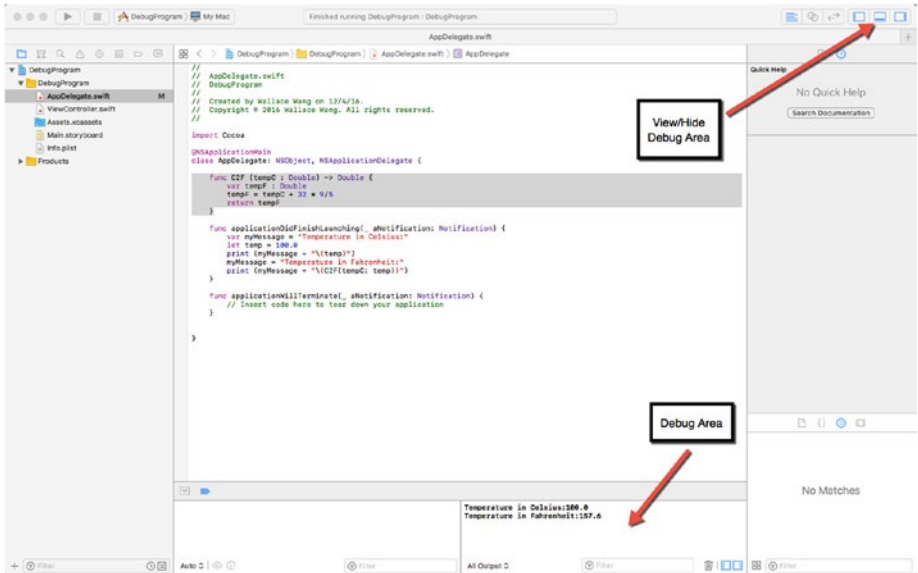 DebugProgram
My Mac
Finished running DebugProgram : DebugProgram
AppDelegate.swift
DebugProgram
DebugProgram
AppDelegate.swift
ViewController.swift
Assets.xcassets
Main.storyboard
Info.plist
Products
M
DebugProgram
DebugProgram
AppDelegate.swift
AppDelegate
//
// AppDelegate.swift
// DebugProgram
//
// Created by Wallace Wang on 12/4/16.
// Copyright © 2016 Wallace Wang. All rights reserved.
//
import Cocoa
@NSApplicationMain
class AppDelegate: NSObject, NSApplicationDelegate {
func C2F (tempC : Double) -> Double {
var tempF : Double
tempF = tempC + 32 * 9/5
return tempF
}
func applicationDidFinishLaunching(_ aNotification: Notification) {
var myMessage = "Temperature in Celsius:"
let temp = 100.0
print (myMessage + "\(temp)")
myMessage = "Temperature in Fahrenheit:"
print (myMessage + "\(C2F(tempC: temp))")
}
func applicationWillTerminate(_ aNotification: Notification) {
// Insert code here to tear down your application
}
}
Quick Help
No Quick Help
Search Documentation
View/Hide
Debug Area
Debug Area
No Matches
Temperature in Celsius:100.0
Temperature in Fahrenheit:157.6
Filter
Auto
Filter
All Output
Filter
Filter